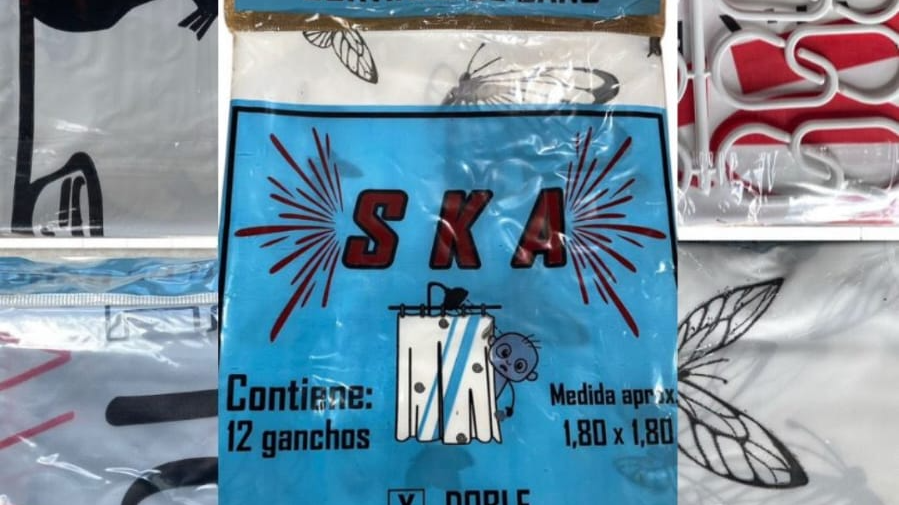 SKA
Contiene:
12 ganchos
Medida aprox.
1,80 x 1,80
X DOBLE